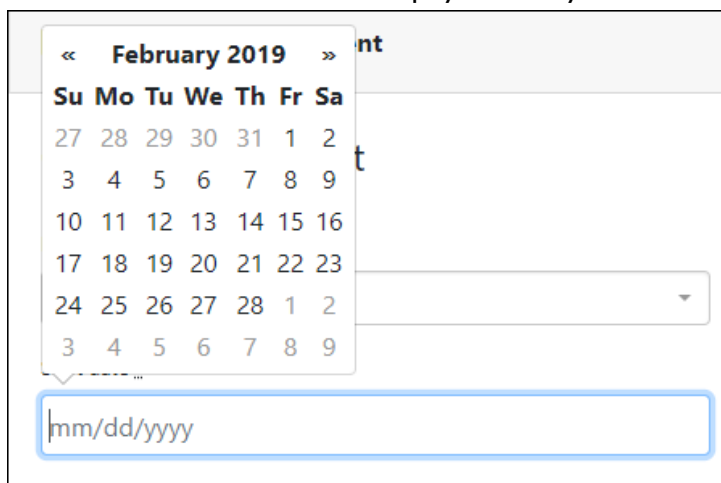 « February 2019 » nt
Su Mo Tu We Th Fr Sa
27 28 29 30 31 1 2
t
3 4 5 6 7 8 9
10 11 12 13 14 15 16
17 18 19 20 21 22 23
24 25 26 27 28 1 2
3 4 5 6 7 8 9
mm/dd/yyyy